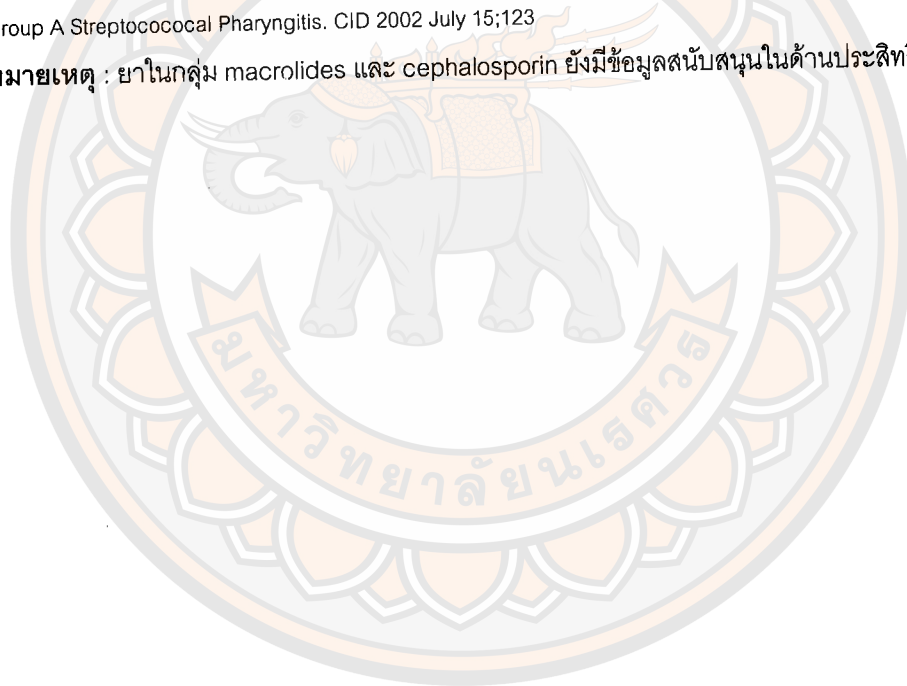 roup A Streptocococal Pharyngitis. CID 2002 July 15;123
มายเหตุ : ยาในกลุ่ม macrolides และ cephalosporin ยังมีข้อมูลสนับสนุนในด้านประสิท
มหาวิทยาลัยนเรศวร